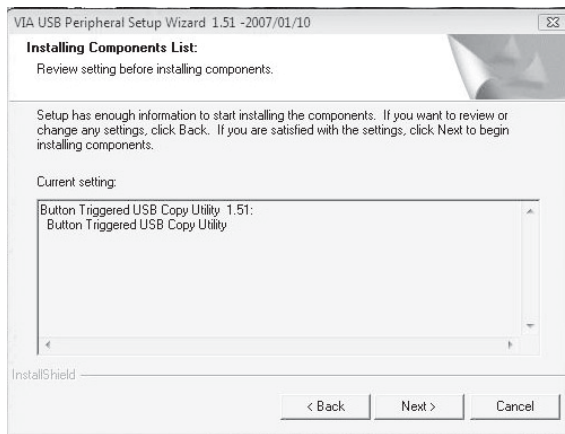 VIA USB Peripheral Setup Wizard 1.51 -2007/01/10
Installing Components List:
Review setting before installing components.
Setup has enough information to start installing the components. If you want to review or
change any settings, click Back. If you are satisfied with the settings, click Next to begin
installing components.
Current setting:
Button Triggered USB Copy Utility 1.51:
Button Triggered USB Copy Utility
InstallShield
< Back
Next >
Cancel